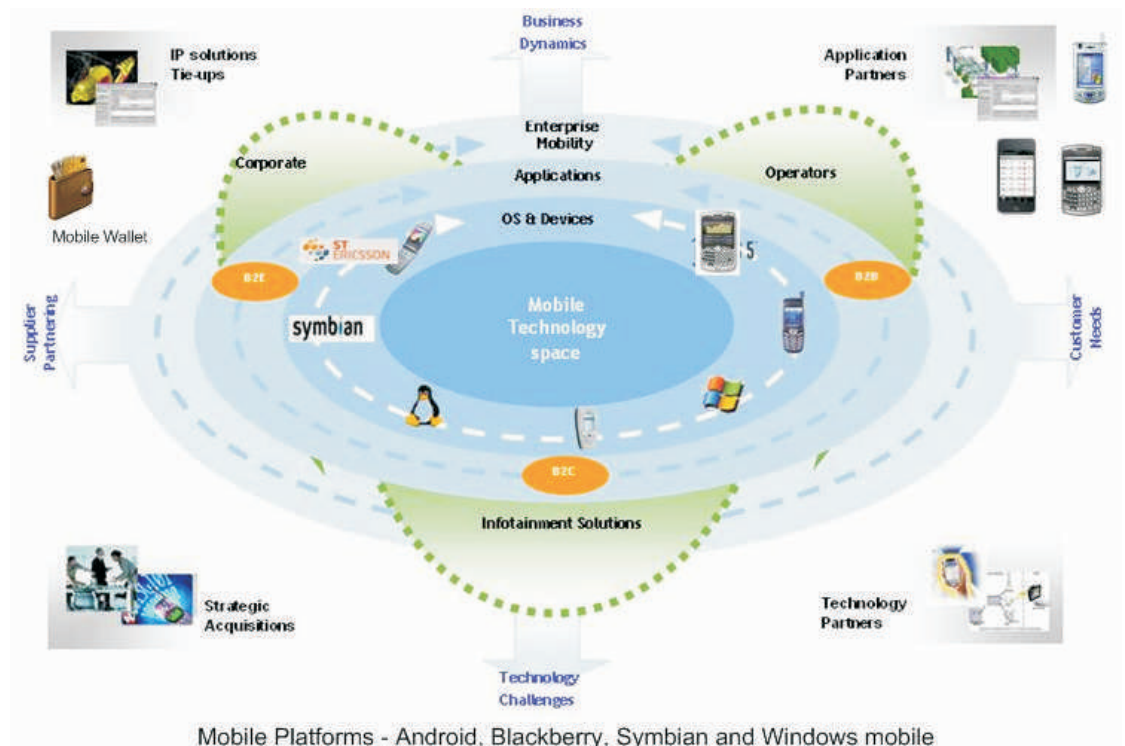 Business
Dynamics
IP solutions
Tie-ups
Application
Partners
Enterprise
Mobility
Corporate
Operators
Applications
Mobile Wallet
OS & Devices
ST
ERICSSON
5
B2E
B2B
Mobile
Technology
space
symbian
Supplier
Partnering
Customer
Needs
B2C
Infotainment Solutions
Strategic
Acquisitions
Technology
Partners
Technology
Challenges
Mobile Platforms - Android, Blackberry, Symbian and Windows mobile